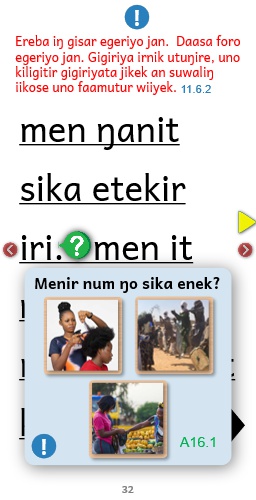 Ereba iŋ gisar egeriyo jan. Daasa foro
egeriyo jan. Gigiriya irnik utuŋire, uno
kiligitir gigiriyata jikek an suwaliŋ
iikose uno faamutur wiiyek. 11.6.2
men ŋanit
sika etekir
iri. men it
Menir num ŋo sika enek?
A16.1
32